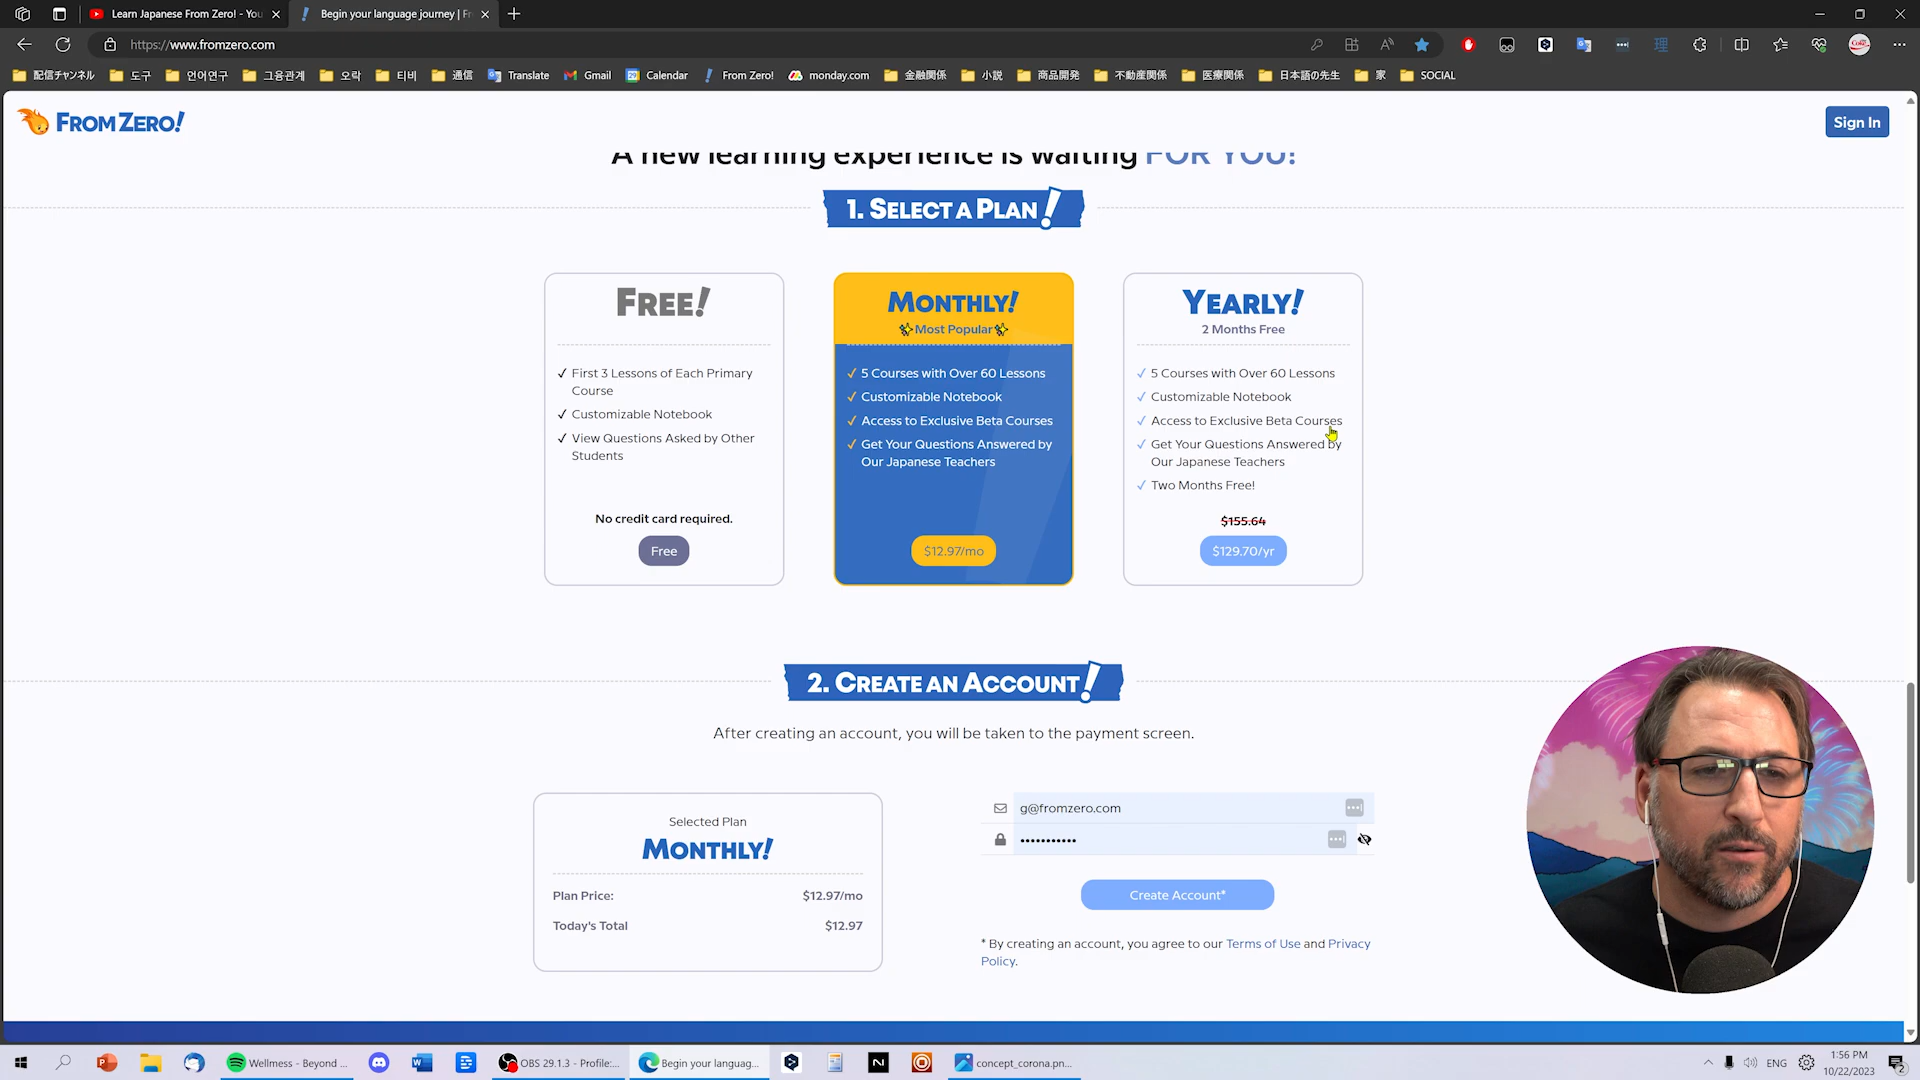 Learn Japanese From Zero! - You
Begin your language journey | Fr
https://www.fromzero.com
配信チャンネル
도구
언어연구
그융관계
오락
티비
通信
Translate
Gmail
Calendar
From Zero!
monday.com
金融関係
小説
商品開発
不動産関係
医療関係
日本語の先生
家
SOCIAL
FROM ZERO!
Sign In
A new learning experience is waiting FOR YOU!
1. SELECT A PLAN!
FREE!
First 3 Lessons of Each Primary
Course
Customizable Notebook
View Questions Asked by Other
Students
No credit card required.
Free
MONTHLY!
Most Popular
5 Courses with Over 60 Lessons
Customizable Notebook
Access to Exclusive Beta Courses
Get Your Questions Answered by
Our Japanese Teachers
$12.97/mo
YEARLY!
2 Months Free
5 Courses with Over 60 Lessons
Customizable Notebook
Access to Exclusive Beta Courses
Get Your Questions Answered by
Our Japanese Teachers
Two Months Free!
$155.64
$129.70/yr
2. CREATE AN ACCOUNT!
After creating an account, you will be taken to the payment screen.
Selected Plan
MONTHLY!
Plan Price: $12.97/mo
Today's Total $12.97
g@fromzero.com
Create Account*
* By creating an account, you agree to our Terms of Use and Privacy
Policy.
Wellmess - Beyond ...
OBS 29.1.3 - Profile:...
Begin your languag...
concept_corona.pn...
ENG
1:56 PM
10/22/2023